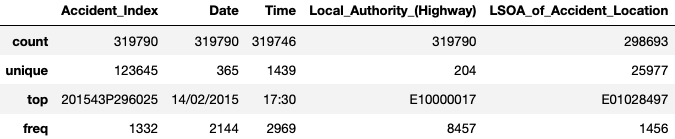 Accident_Index Date Time Local_Authority_(Highway) LSOA_of_Accident_Location
count 319790 319790 319746 319790 298693
unique 123645 365 1439 204 25977
top 201543P296025 14/02/2015 17:30 E10000017 E01028497
freq 1332 2144 2969 8457 1456